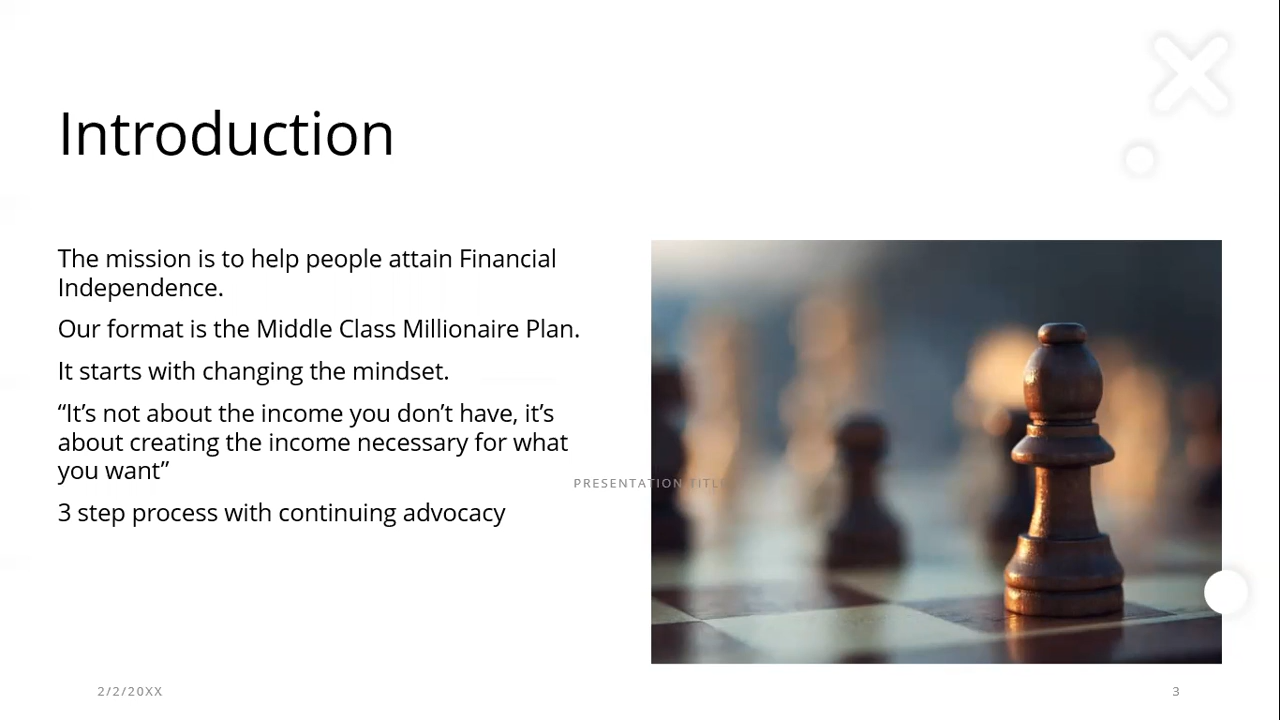 Introduction
The mission is to help people attain Financial
Independence.
Our format is the Middle Class Millionaire Plan.
It starts with changing the mindset.
“It’s not about the income you don’t have, it’s
about creating the income necessary for what
you want”
PRESENTATION TITLE
3 step process with continuing advocacy
2/2/20XX
3